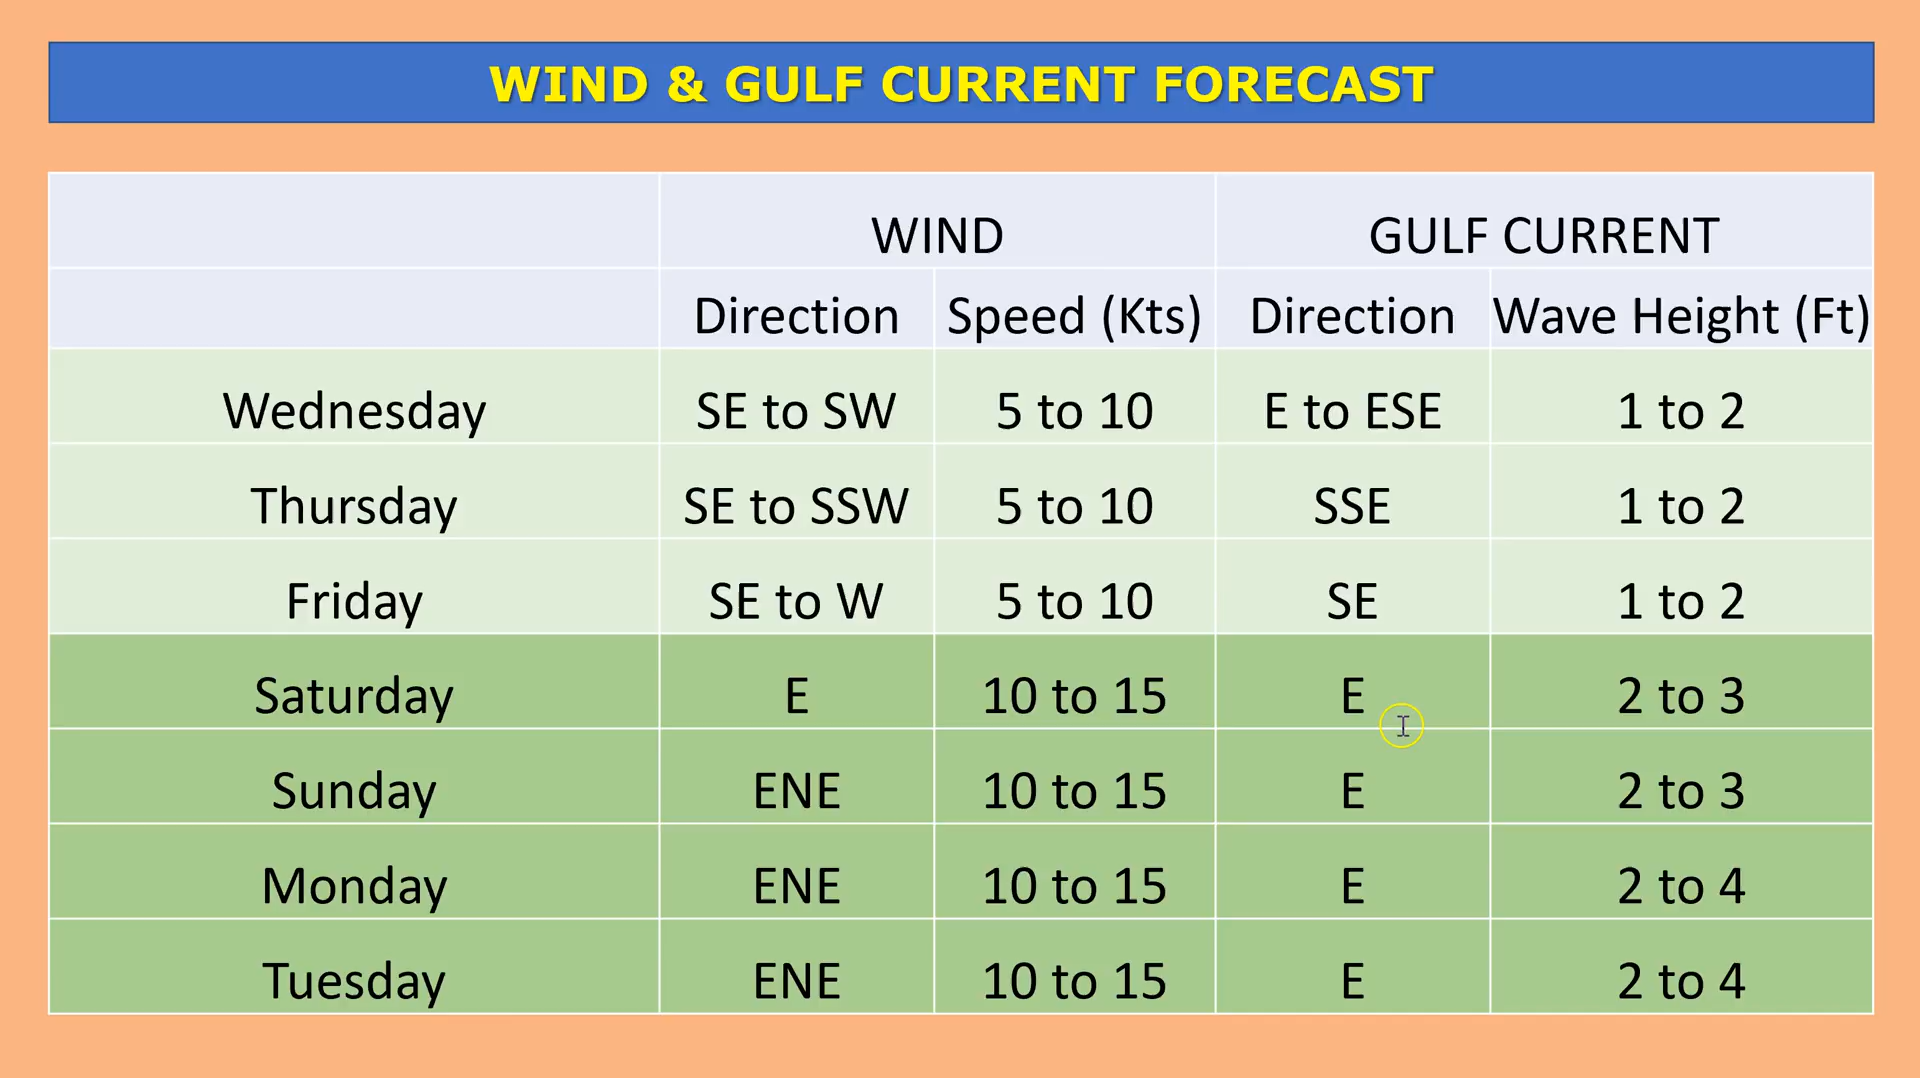 WIND & GULF CURRENT FORECAST
WIND GULF CURRENT
Direction Speed (Kts) Direction Wave Height (Ft)
Wednesday SE to SW 5 to 10 E to ESE 1 to 2
Thursday SE to SSW 5 to 10 SSE 1 to 2
Friday SE to W 5 to 10 SE 1 to 2
Saturday E 10 to 15 E 2 to 3
Sunday ENE 10 to 15 E 2 to 3
Monday ENE 10 to 15 E 2 to 4
Tuesday ENE 10 to 15 E 2 to 4